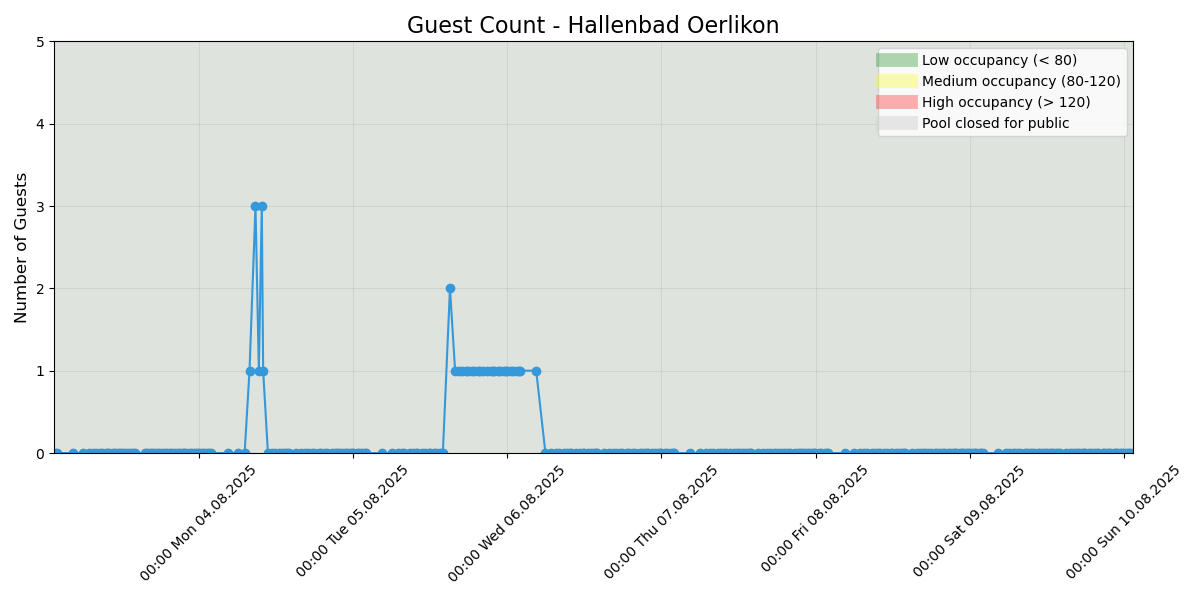 Guest Count - Hallenbad Oerlikon
Number of Guests
5
4
3
2
1
0
Low occupancy (< 80)
Medium occupancy (80-120)
High occupancy (> 120)
Pool closed for public
00:00 Mon 04.08.2025
00:00 Tue 05.08.2025
00:00 Wed 06.08.2025
00:00 Thu 07.08.2025
00:00 Fri 08.08.2025
00:00 Sat 09.08.2025
00:00 Sun 10.08.2025